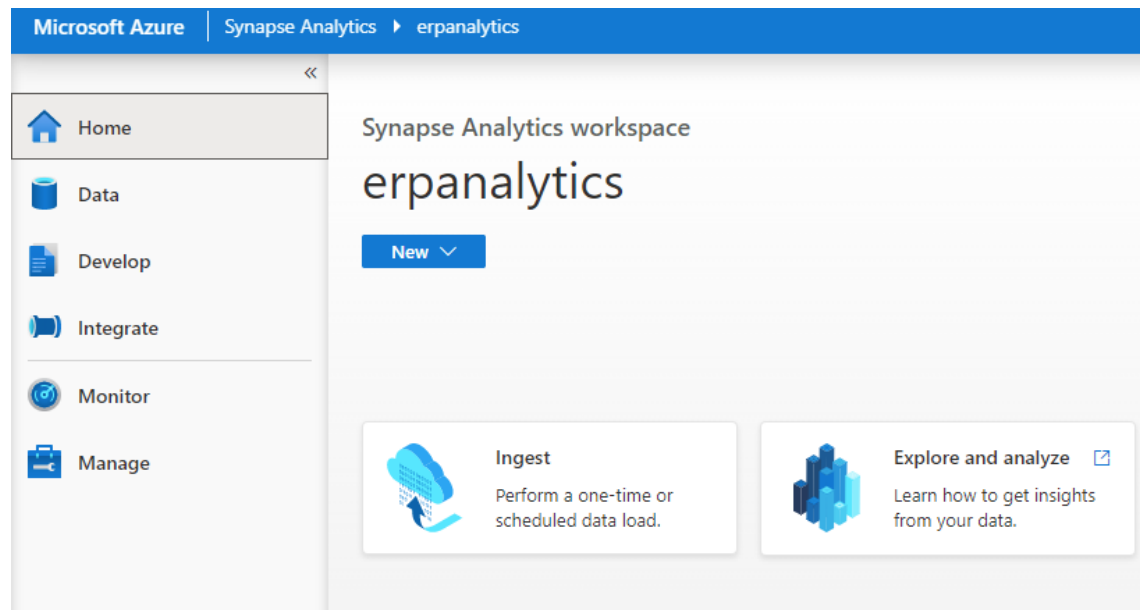 Microsoft Azure Synapse Analytics erpanalytics
«
Home
Data
Develop
Integrate
Monitor
Manage
Synapse Analytics workspace
erpanalytics
New
Ingest
Perform a one-time or
scheduled data load.
Explore and analyze
Learn how to get insights
from your data.